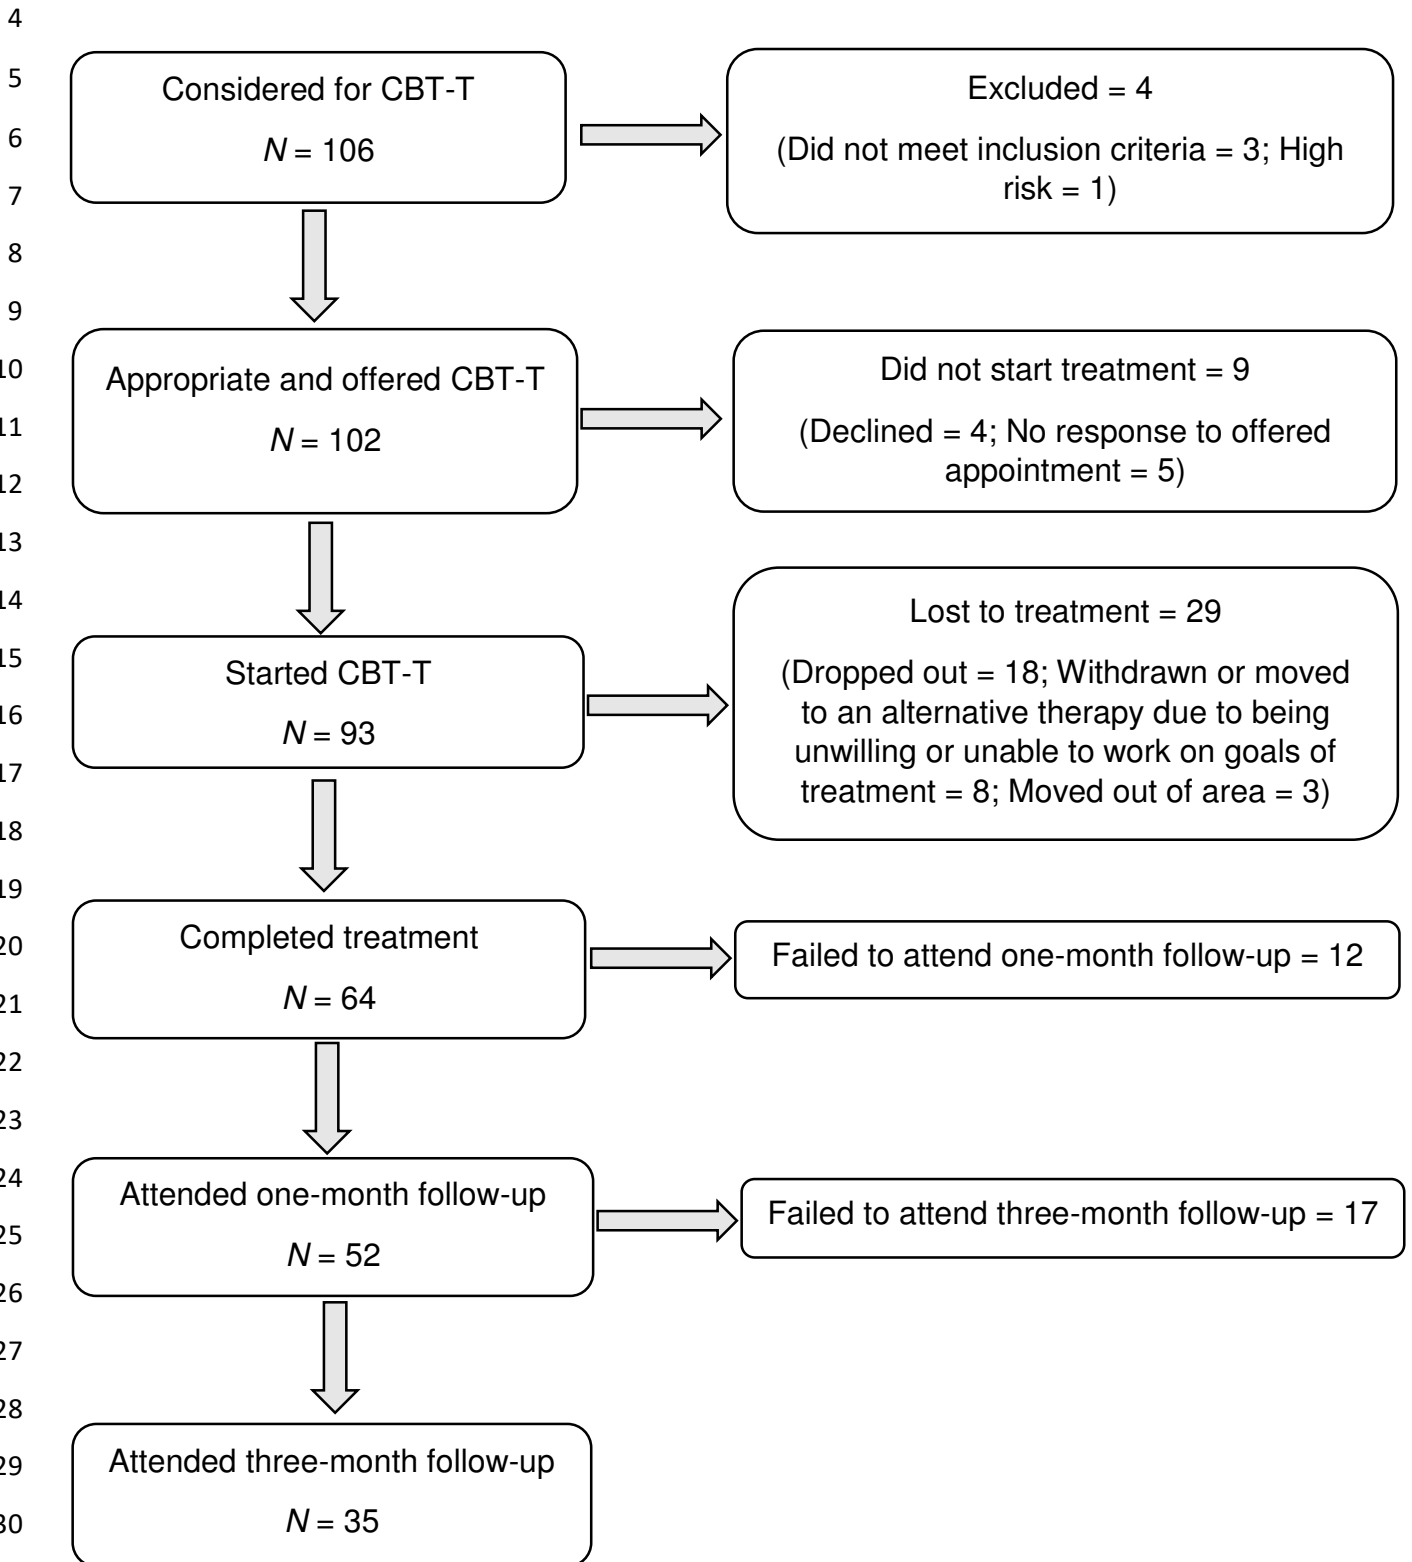 4
5
6
7
8
9
10
11
12
13
14
15
16
17
18
19
20
21
22
23
24
25
26
27
28
29
30
Considered for CBT-T
N = 106
Excluded = 4
(Did not meet inclusion criteria = 3; High
risk = 1)
Appropriate and offered CBT-T
N = 102
Did not start treatment = 9
(Declined = 4; No response to offered
appointment = 5)
Started CBT-T
N = 93
Lost to treatment = 29
(Dropped out = 18; Withdrawn or moved
to an alternative therapy due to being
unwilling or unable to work on goals of
treatment = 8; Moved out of area = 3)
Completed treatment
N = 64
Failed to attend one-month follow-up = 12
Attended one-month follow-up
N = 52
Failed to attend three-month follow-up = 17
Attended three-month follow-up
N = 35